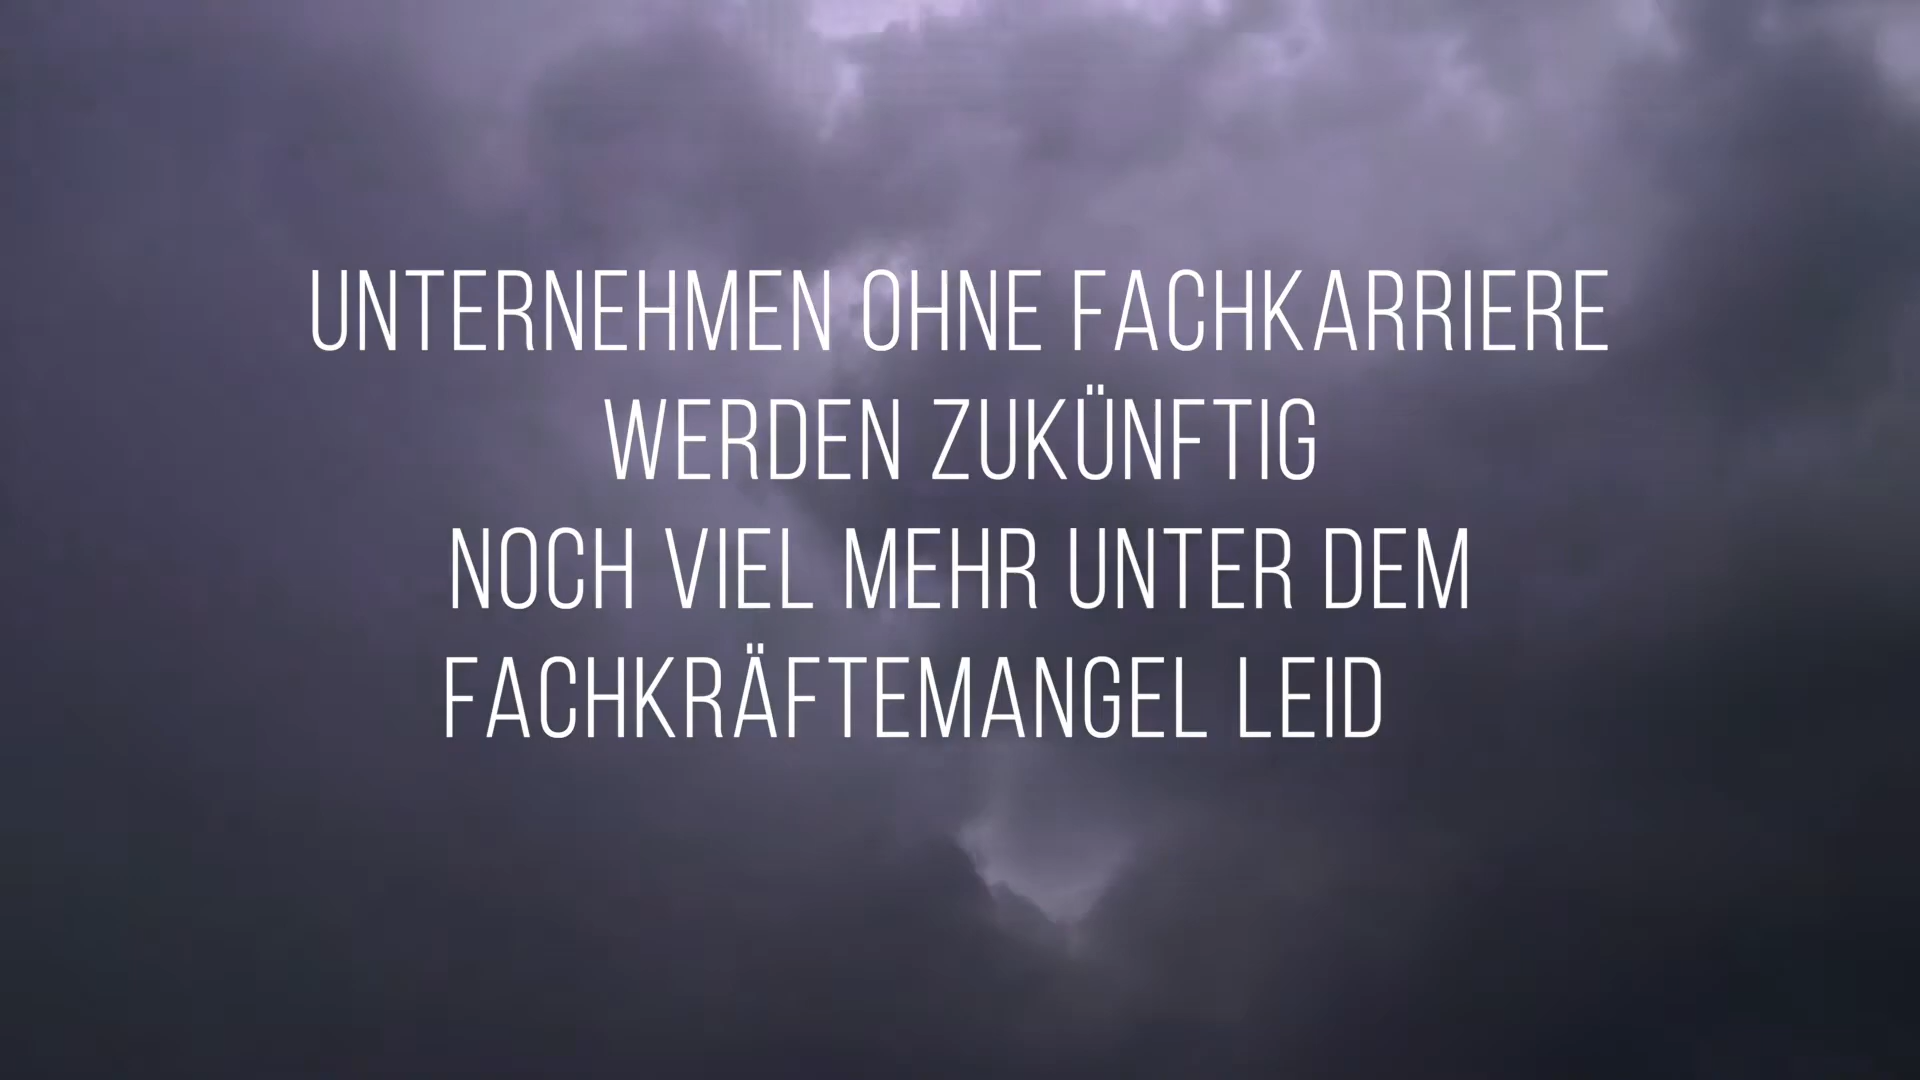 UNTERNEHMEN OHNE FACHKARRIERE
WERDEN ZUKÜNFTIG
NOCH VIEL MEHR UNTER DEM
FACHKRÄFTEMANGEL LEID